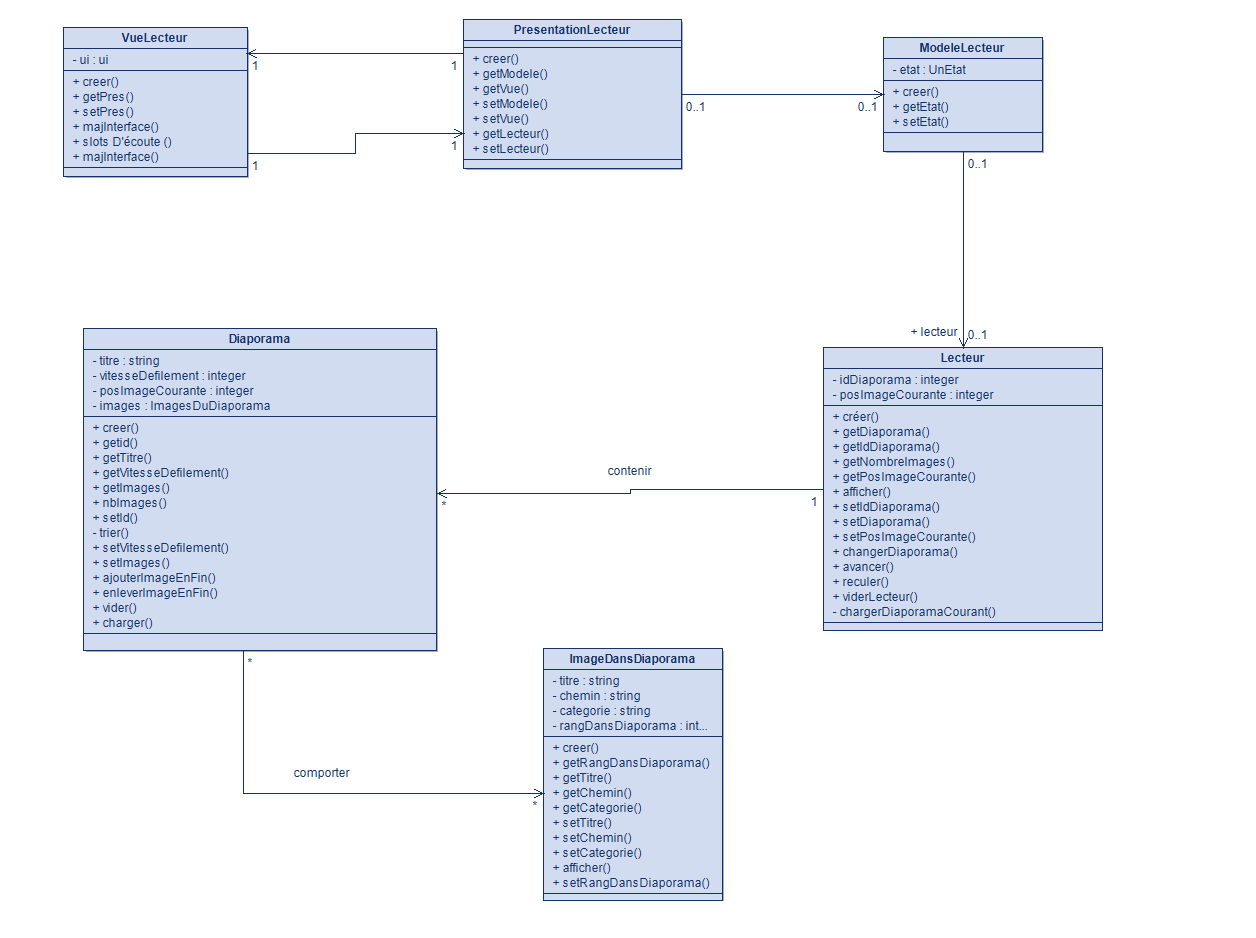 VueLecteur
- ui : ui
+ creer()
+ getPres()
+ setPres()
+ majInterface()
+ slots D'écoute ()
+ majInterface()
1
1
1
1
PresentationLecteur
+ creer()
+ getModele()
+ getVue()
+ setModele()
+ setVue()
+ getLecteur()
+ setLecteur()
0..1
0..1
ModeleLecteur
- etat : UnEtat
+ creer()
+ getEtat()
+ setEtat()
0..1
+ lecteur
0..1
Diaporama
- titre : string
- vitesseDefilement : integer
- posImageCourante : integer
- images : ImagesDuDiaporama
+ creer()
+ getid()
+ getTitre()
+ getVitesseDefilement()
+ getImages()
+ nbImages()
+ setId()
- trier()
+ setVitesseDefilement()
+ setImages()
+ ajouterImageEnFin()
+ enleverImageEnFin()
+ vider()
+ charger()
*
contenir
1
Lecteur
- idDiaporama : integer
- posImageCourante : integer
+ créer()
+ getDiaporama()
+ getIdDiaporama()
+ getNombreImages()
+ getPosImageCourante()
+ afficher()
+ setIdDiaporama()
+ setDiaporama()
+ setPosImageCourante()
+ changerDiaporama()
+ avancer()
+ reculer()
+ viderLecteur()
- chargerDiaporamaCourant()
*
comporter
*
ImageDansDiaporama
- titre : string
- chemin : string
- categorie : string
- rangDansDiaporama : int...
+ creer()
+ getRangDansDiaporama()
+ getTitre()
+ getChemin()
+ getCategorie()
+ setTitre()
+ setChemin()
+ setCategorie()
+ afficher()
+ setRangDansDiaporama()